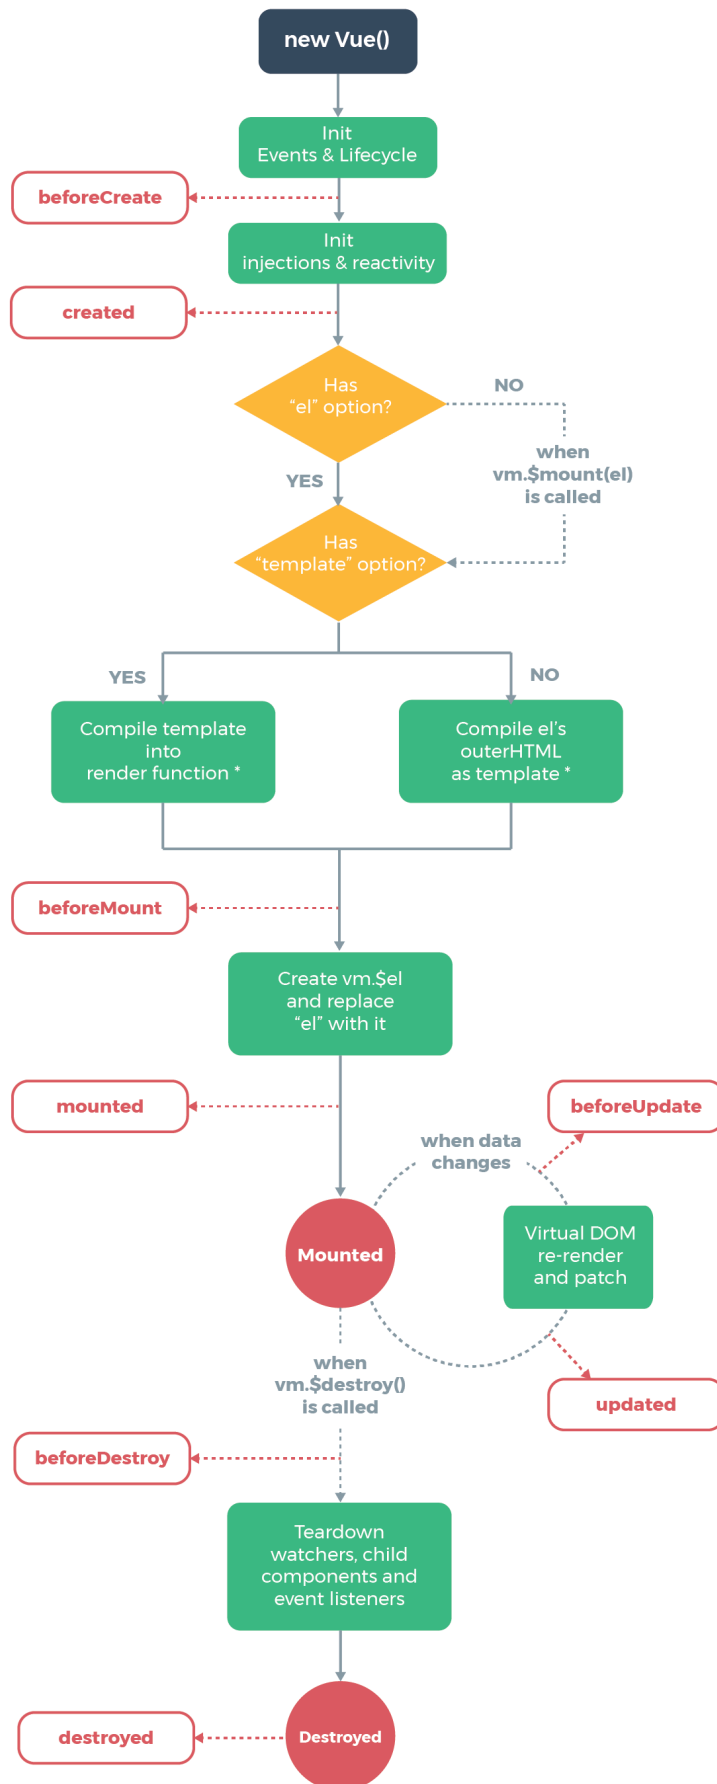 new Vue()
Init
Events & Lifecycle
beforeCreate
Init
injections & reactivity
created
Has
“el” option?
NO
when
vm.$mount(el)
is called
YES
Has
“template” option?
YES
NO
Compile template
into
render function *
Compile el’s
outerHTML
as template *
beforeMount
Create vm.$el
and replace
“el” with it
mounted
beforeUpdate
when data
changes
Mounted
Virtual DOM
re-render
and patch
when
vm.$destroy()
is called
updated
beforeDestroy
Teardown
watchers, child
components and
event listeners
destroyed
Destroyed